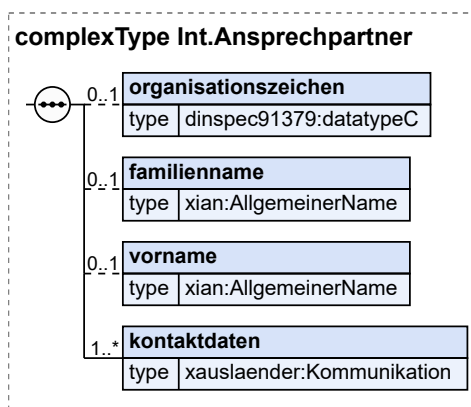 complexType Int.Ansprechpartner
0..1 organisationszeichen
type dinspec91379:datatypeC
0..1 familienname
type xian:AllgemeinerName
0..1 vorname
type xian:AllgemeinerName
1..* kontaktdaten
type xauslaender:Kommunikation